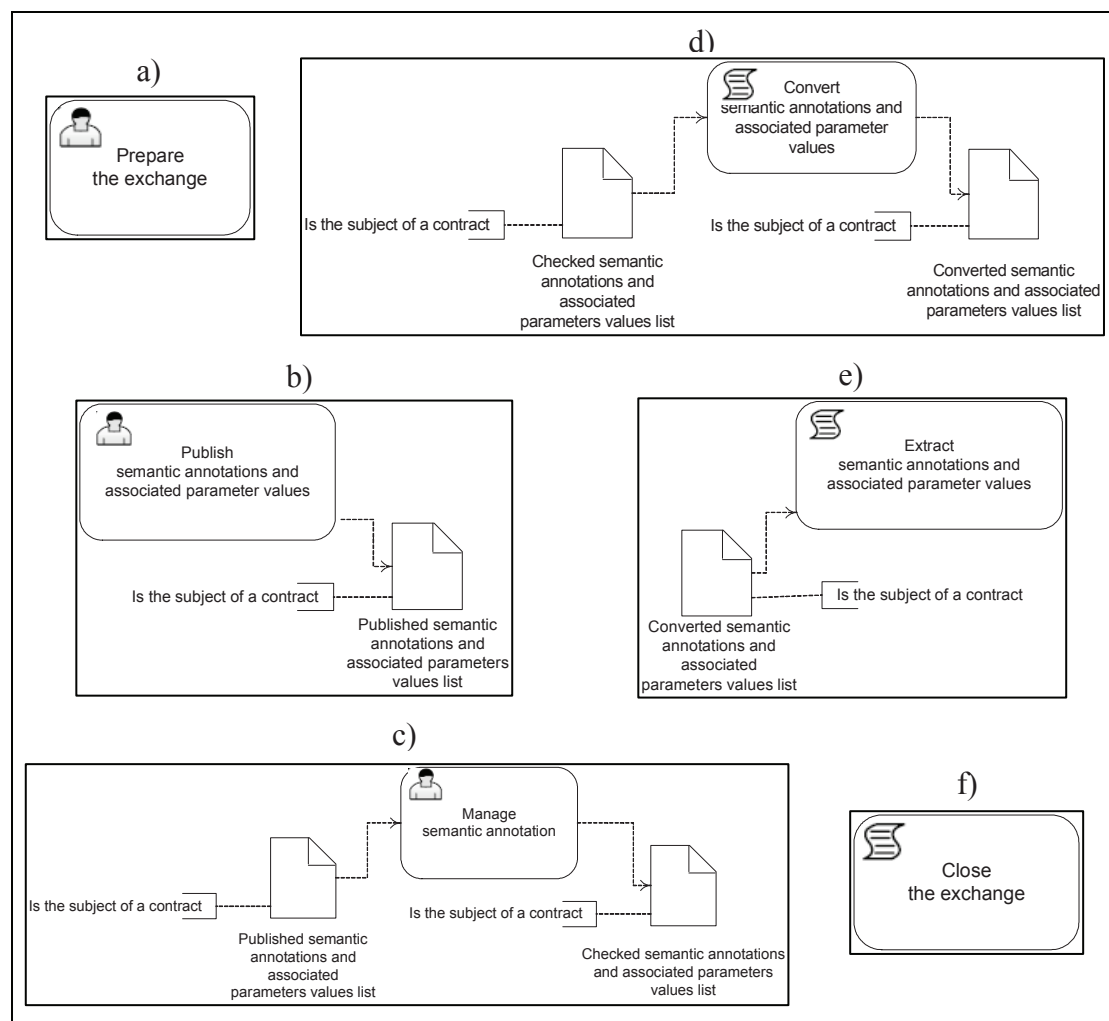 a)
Prepare
the exchange
d)
Convert
semantic annotations and
associated parameter
values
Is the subject of a contract
Checked semantic
annotations and
associated
parameters values list
Is the subject of a contract
Converted semantic
annotations and associated
parameters values list
b)
Publish
semantic annotations and
associated parameter values
Is the subject of a contract
Published semantic
annotations and
associated parameters
values list
e)
Extract
semantic annotations and
associated parameter values
Is the subject of a contract
Converted semantic
annotations and
associated
parameters values list
c)
Manage
semantic annotation
Is the subject of a contract
Published semantic
annotations and
associated
parameters values list
Is the subject of a contract
Checked semantic annotations
and associated parameters
values list
f)
Close
the exchange